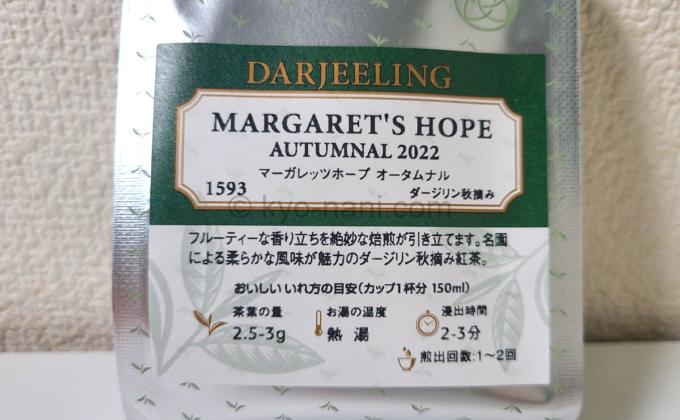 DARJEELING
MARGARET'S HOPE
AUTUMNAL 2022
マーガレッツホープ オータムナル
1593 ダージリン秋摘み
© kyo-nani.com
フルーティーな香り立ちを絶妙な焙煎が引き立てます。名園
による柔らかな風味が魅力のダージリン秋摘み紅茶。
おいしい いれ方の目安(カップ1杯分 150ml)
茶葉の量 お湯の温度 浸出時間
2.5-3g 熱湯 2-3分
煎出回数:1～2回